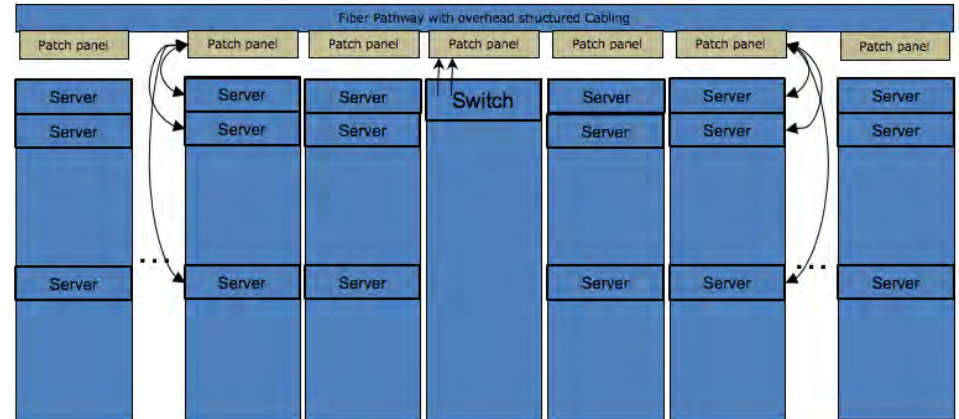 Fiber Pathway with overhead structured Cabling
Patch panel Patch panel Patch panel Patch panel Patch panel Patch panel Patch panel
Server Server Server Switch Server Server Server
Server Server Server Server Server Server
... ...
Server Server Server Server Server Server